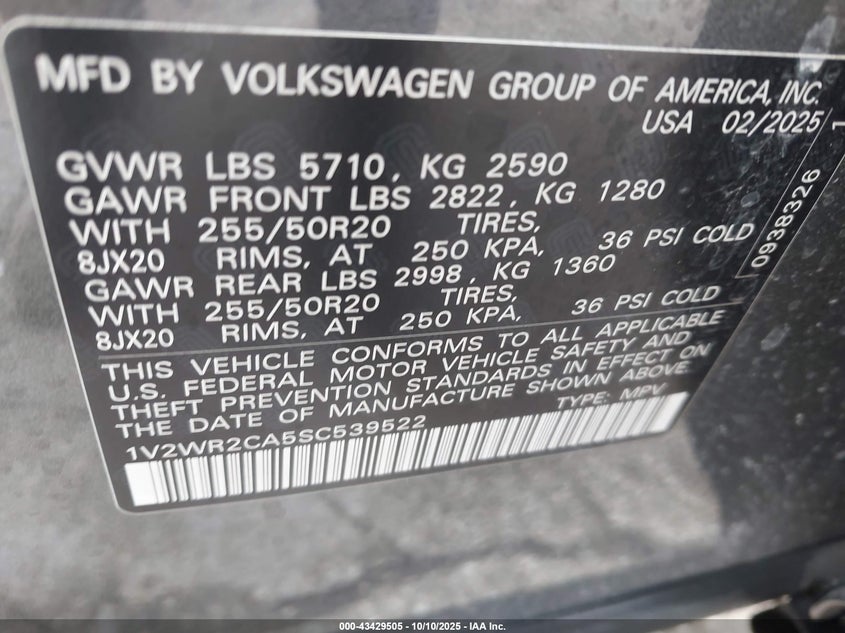 MFD BY VOLKSWAGEN GROUP OF AMERICA, INC.
USA 02/2025
GVWR LBS 5710, KG 2590
GAWR FRONT LBS 2822, KG 1280
WITH 255/50R20 TIRES,
8JX20 RIMS, AT 250 KPA, 36 PSI COLD
GAWR REAR LBS 2998, KG 1360
WITH 255/50R20 TIRES,
8JX20 RIMS, AT 250 KPA, 36 PSI COLD
THIS VEHICLE CONFORMS TO ALL APPLICABLE
U.S. FEDERAL MOTOR VEHICLE SAFETY AND
THEFT PREVENTION STANDARDS IN EFFECT ON
THE DATE OF MANUFACTURE SHOWN ABOVE.
1V2WR2CA5SC539522 TYPE: MPV
0938326
1
000-43429505 - 10/10/2025 - IAA Inc.